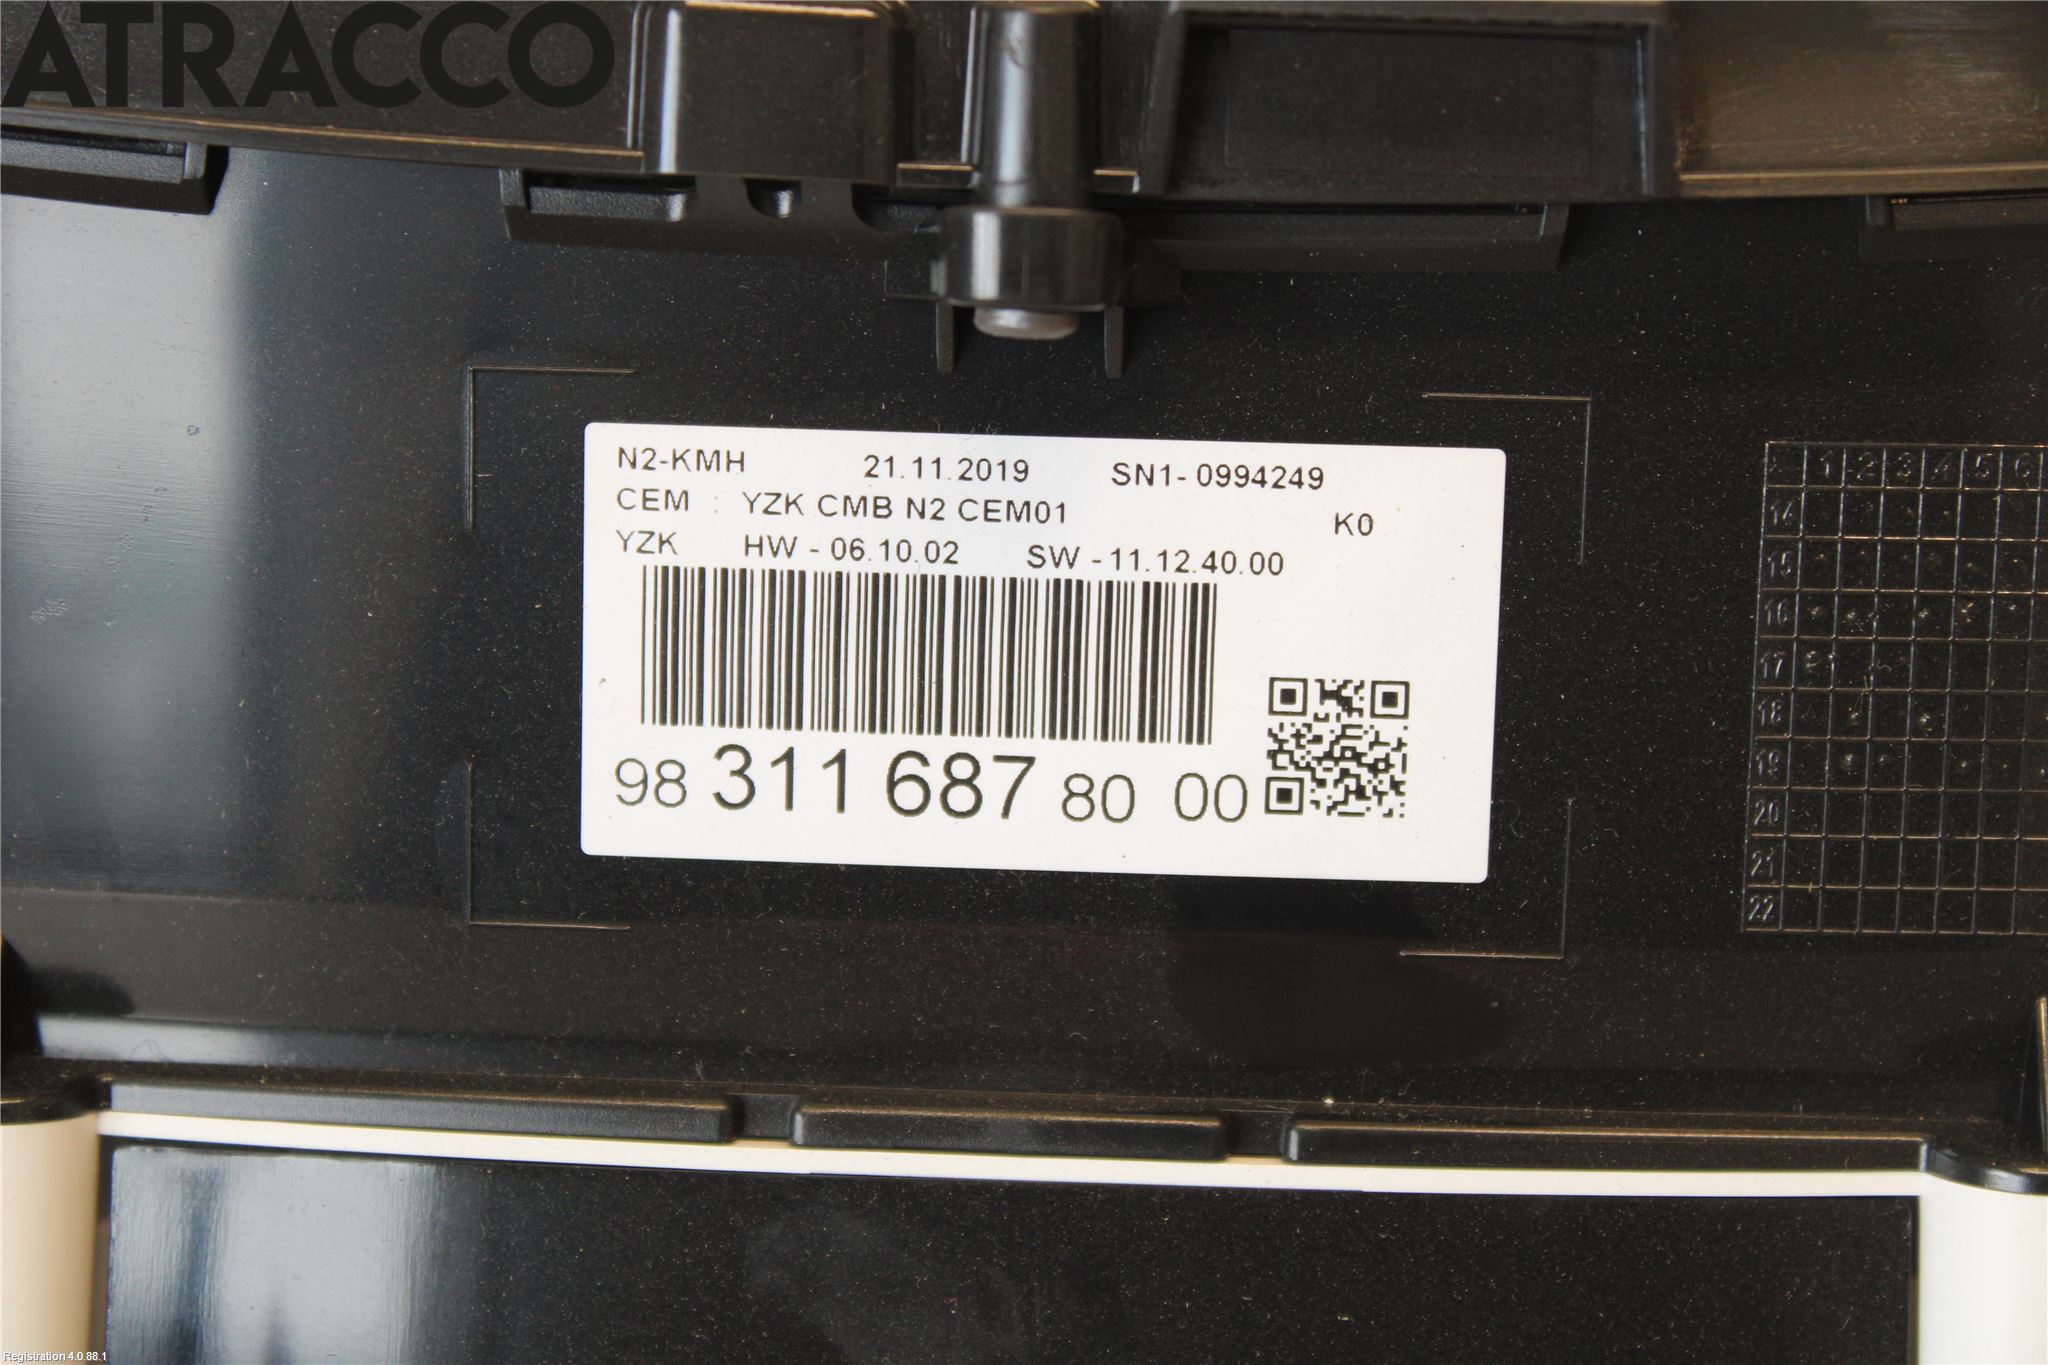 ATRACCO
N2-KMH 21.11.2019 SN1- 0994249
CEM : YZK CMB N2 CEM01
K0
YZK HW - 06.10.02 SW - 11.12.40.00
98 311 687 80 00
1 2 3 4 5 6
14
15
16
17
18
19
20
21
22
Registration 4.0.88.1